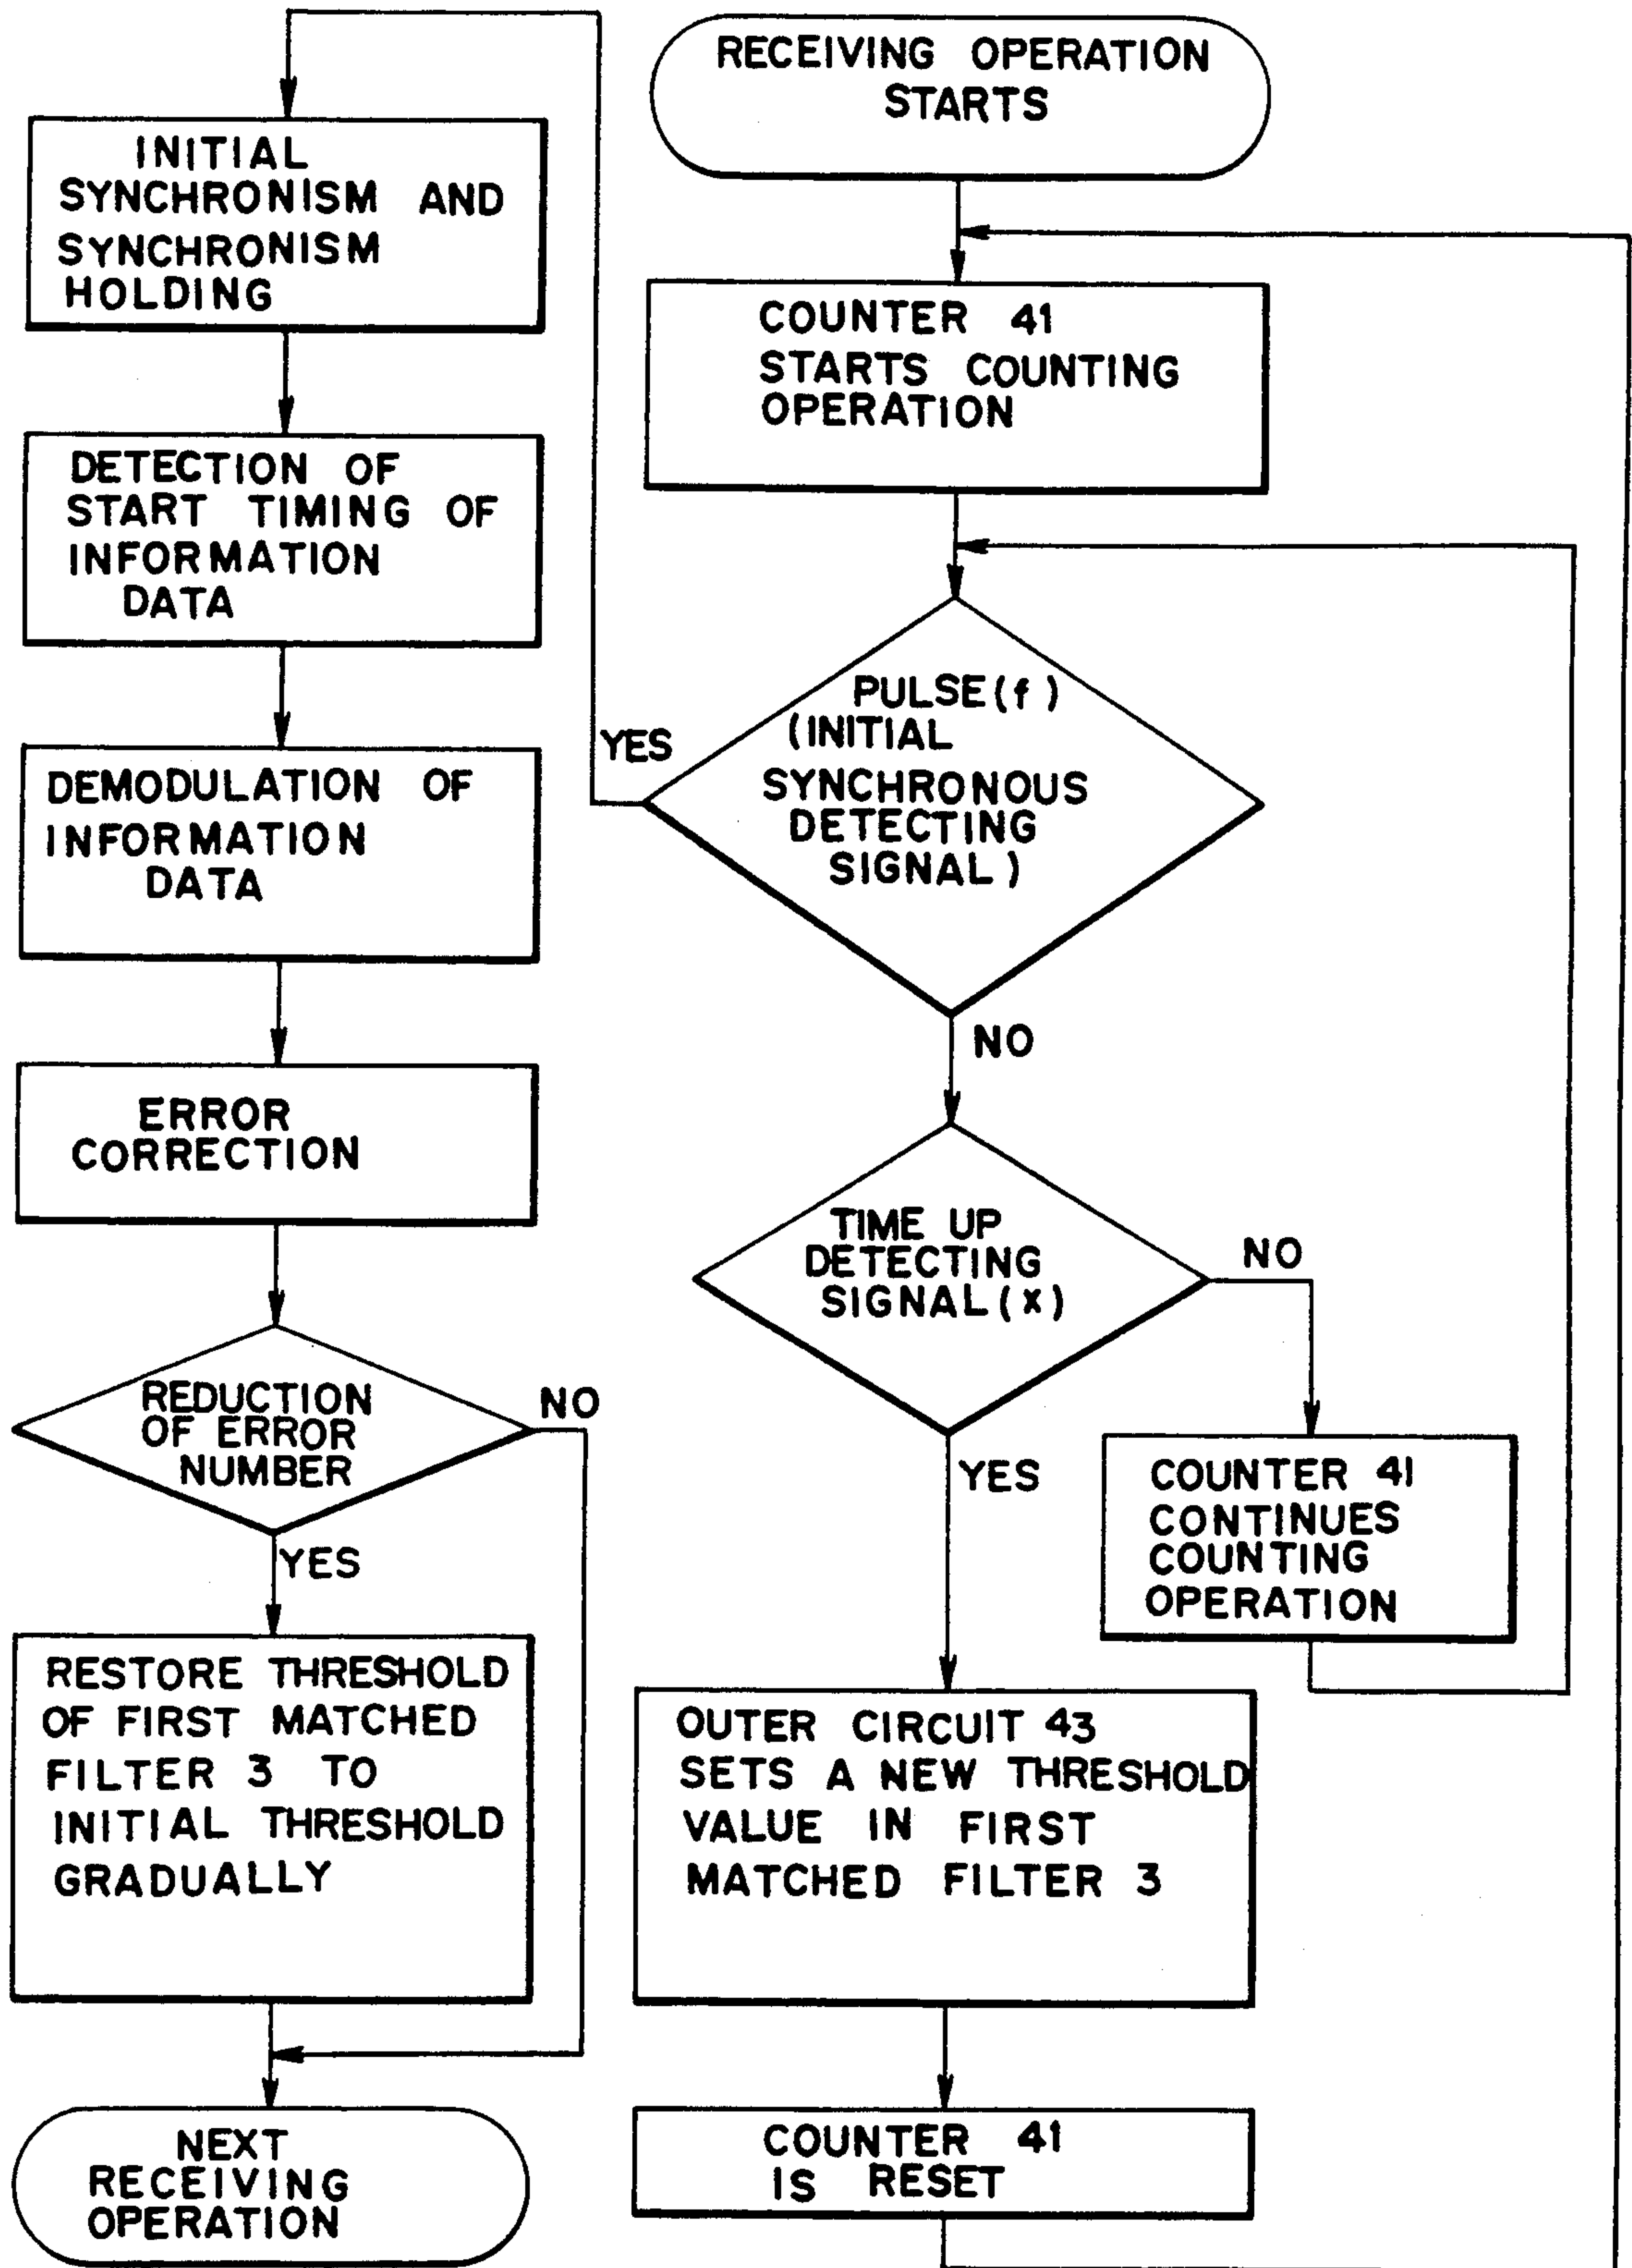 RECEIVING OPERATION
STARTS
COUNTER 41
STARTS COUNTING
OPERATION
PULSE(f)
(INITIAL
SYNCHRONOUS
DETECTING
SIGNAL)
YES
NO
TIME UP
DETECTING
SIGNAL(x)
NO
YES
COUNTER 41
CONTINUES
COUNTING
OPERATION
OUTER CIRCUIT 43
SETS A NEW THRESHOLD
VALUE IN FIRST
MATCHED FILTER 3
COUNTER 41
IS RESET
INITIAL
SYNCHRONISM AND
SYNCHRONISM
HOLDING
DETECTION OF
START TIMING OF
INFORMATION
DATA
DEMODULATION OF
INFORMATION
DATA
ERROR
CORRECTION
REDUCTION
OF ERROR
NUMBER
NO
YES
RESTORE THRESHOLD
OF FIRST MATCHED
FILTER 3 TO
INITIAL THRESHOLD
GRADUALLY
NEXT
RECEIVING
OPERATION